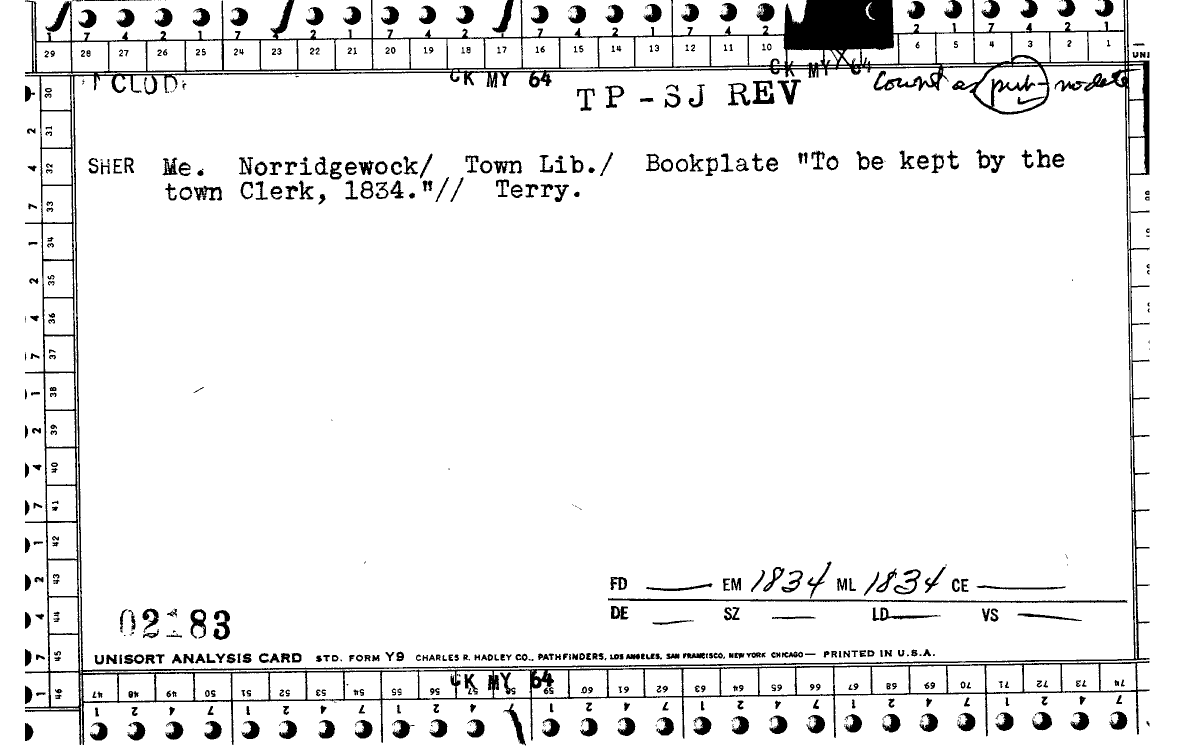 7 4 2 1 7 2 1 7 4 2 1 7 4 2 1 7 4 2 2 1 7 4 2 1
29 28 27 26 25 24 23 22 21 20 19 18 17 16 15 14 13 12 11 10 6 5 4 3 2 1
UNI
CK MY 64
CK MY 64
Count as pub - no date
TP-SJ REV
SHER Me. Norridgewock/ Town Lib./ Bookplate "To be kept by the
town Clerk, 1834."// Terry.
30 31 32 33 34 35 36 37 38 39 40 41 42 43 44 45 46
FD EM 1834 ML 1834 CE
DE SZ LD VS
UNISORT ANALYSIS CARD STD. FORM Y9 CHARLES R. HADLEY CO., PATHFINDERS, LOS ANGELES, SAN FRANCISCO, NEW YORK CHICAGO — PRINTED IN U.S.A.
CK MY 64
47 48 49 50 51 52 53 54 55 56 57 58 59 60 61 62 63 64 65 66 67 68 69 70 71 72 73 74
1 2 4 7 1 2 4 7 1 2 4 7 1 2 4 7 1 2 4 7 1 2 4 7 1 2 4 7